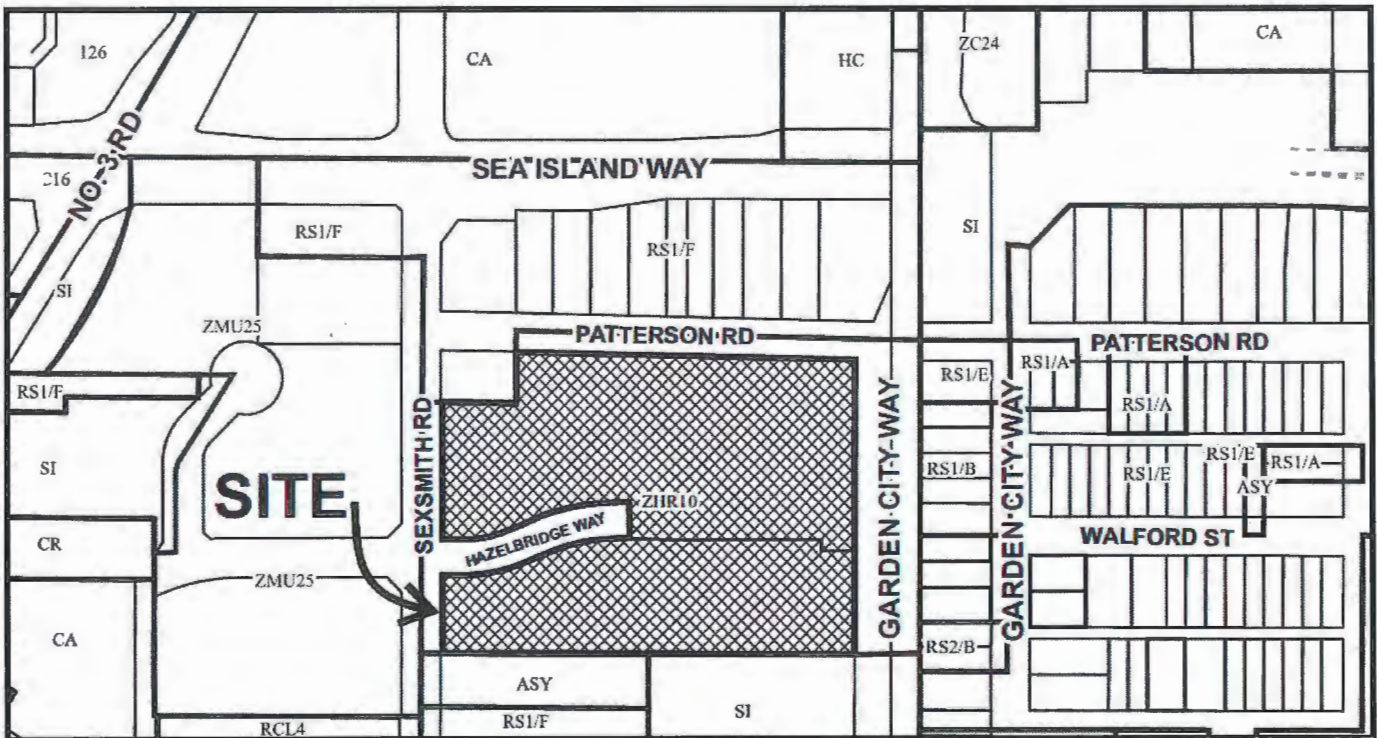 CA
HC
ZC24
CA
NO. 3 RD
SEA ISLAND WAY
RS1/F
RS1/F
SI
SI
ZMU25
PATTERSON RD
PATTERSON RD
RS1/F
RS1/E
RS1/A
RS1/A
SEXSMITH RD
GARDEN CITY WAY
GARDEN CITY WAY
SI
SITE
RS1/B
RS1/E
RS1/E
RS1/A
ASY
ZHR10
HAZELBRIDGE WAY
CR
WALFORD ST
ZMU25
CA
RS2/B
ASY
SI
RS1/F
RCL4